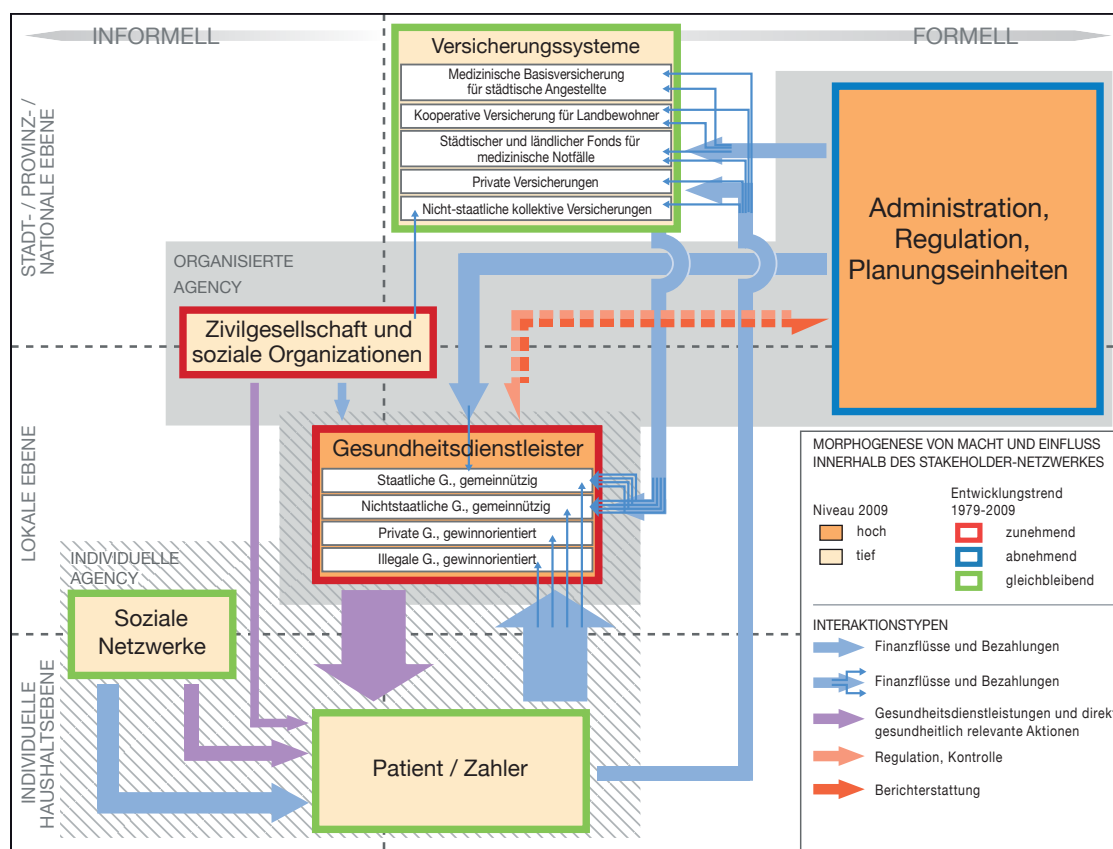 INFORMELL
FORMELL
STADT- / PROVINZ- /
NATIONALE EBENE
LOKALE EBENE
INDIVIDUELLE
HAUSHALTSEBENE
Versicherungssysteme
Medizinische Basisversicherung
für städtische Angestellte
Kooperative Versicherung für Landbewohner
Städtischer und ländlicher Fonds für
medizinische Notfälle
Private Versicherungen
Nicht-staatliche kollektive Versicherungen
Administration,
Regulation,
Planungseinheiten
ORGANISIERTE
AGENCY
Zivilgesellschaft und
soziale Organizationen
Gesundheitsdienstleister
Staatliche G., gemeinnützig
Nichtstaatliche G., gemeinnützig
Private G., gewinnorientiert
Illegale G., gewinnorientiert
INDIVIDUELLE
AGENCY
Soziale
Netzwerke
Patient / Zahler
MORPHOGENESE VON MACHT UND EINFLUSS
INNERHALB DES STAKEHOLDER-NETZWERKES
Niveau 2009
hoch
tief
Entwicklungstrend
1979-2009
zunehmend
abnehmend
gleichbleibend
INTERAKTIONSTYPEN
Finanzflüsse und Bezahlungen
Finanzflüsse und Bezahlungen
Gesundheitsdienstleistungen und direkt
gesundheitlich relevante Aktionen
Regulation, Kontrolle
Berichterstattung